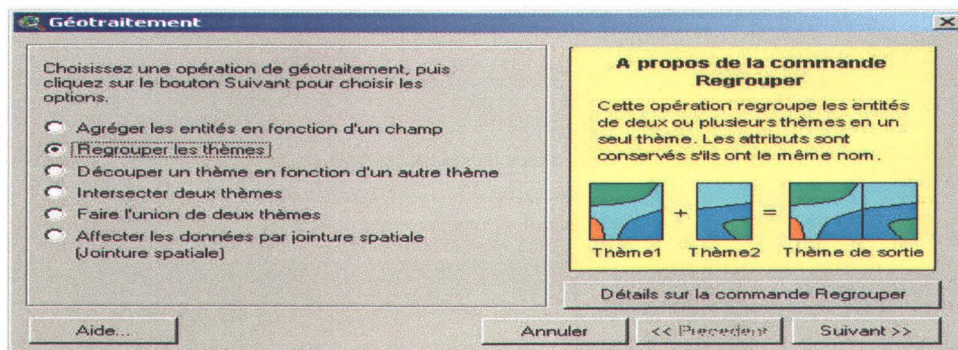 Géotraitement
Choisissez une opération de géotraitement, puis
cliquez sur le bouton Suivant pour choisir les
options.
Agréger les entités en fonction d'un champ
Regrouper les thèmes
Découper un thème en fonction d'un autre thème
Intersecter deux thèmes
Faire l'union de deux thèmes
Affecter les données par jointure spatiale
(Jointure spatiale)
A propos de la commande
Regrouper
Cette opération regroupe les entités
de deux ou plusieurs thèmes en un
seul thème. Les attributs sont
conservés s'ils ont le même nom.
+ =
Thème1 Thème2 Thème de sortie
Détails sur la commande Regrouper
Aide... Annuler << Precedent Suivant >>